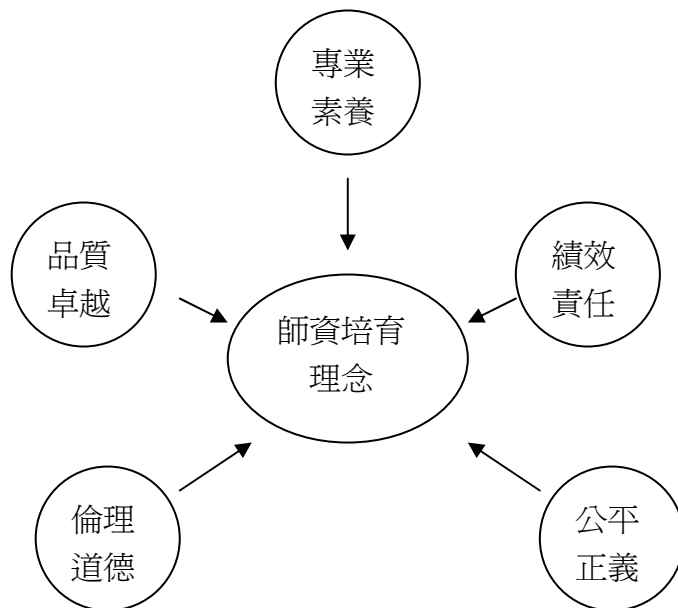 專業
素養
品質
卓越
績效
責任
師資培育
理念
倫理
道德
公平
正義